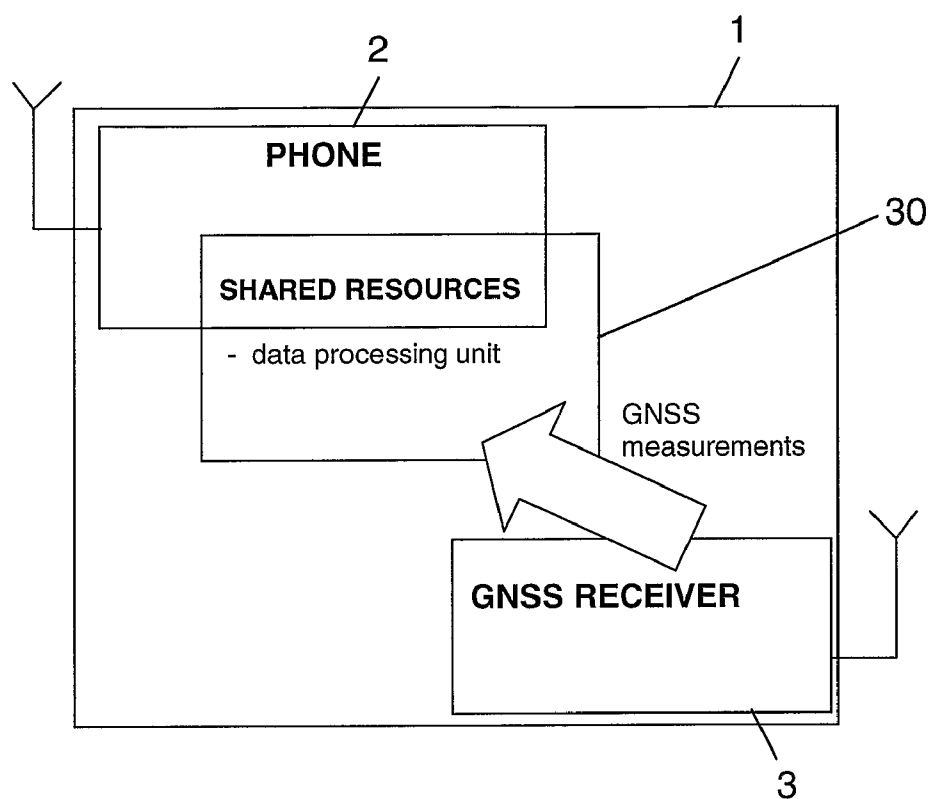 1
2
PHONE
30
SHARED RESOURCES
- data processing unit
GNSS
measurements
GNSS RECEIVER
3